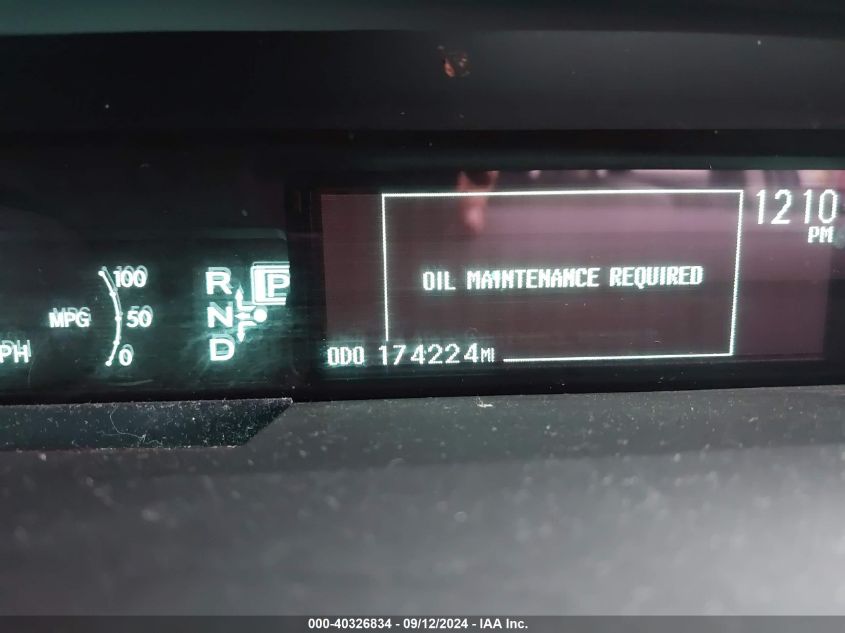 1210
PM
OIL MAINTENANCE REQUIRED
ODO 174224MI
100
MPG 50
0
PH
R P
N
D
000-40326834 - 09/12/2024 - IAA Inc.